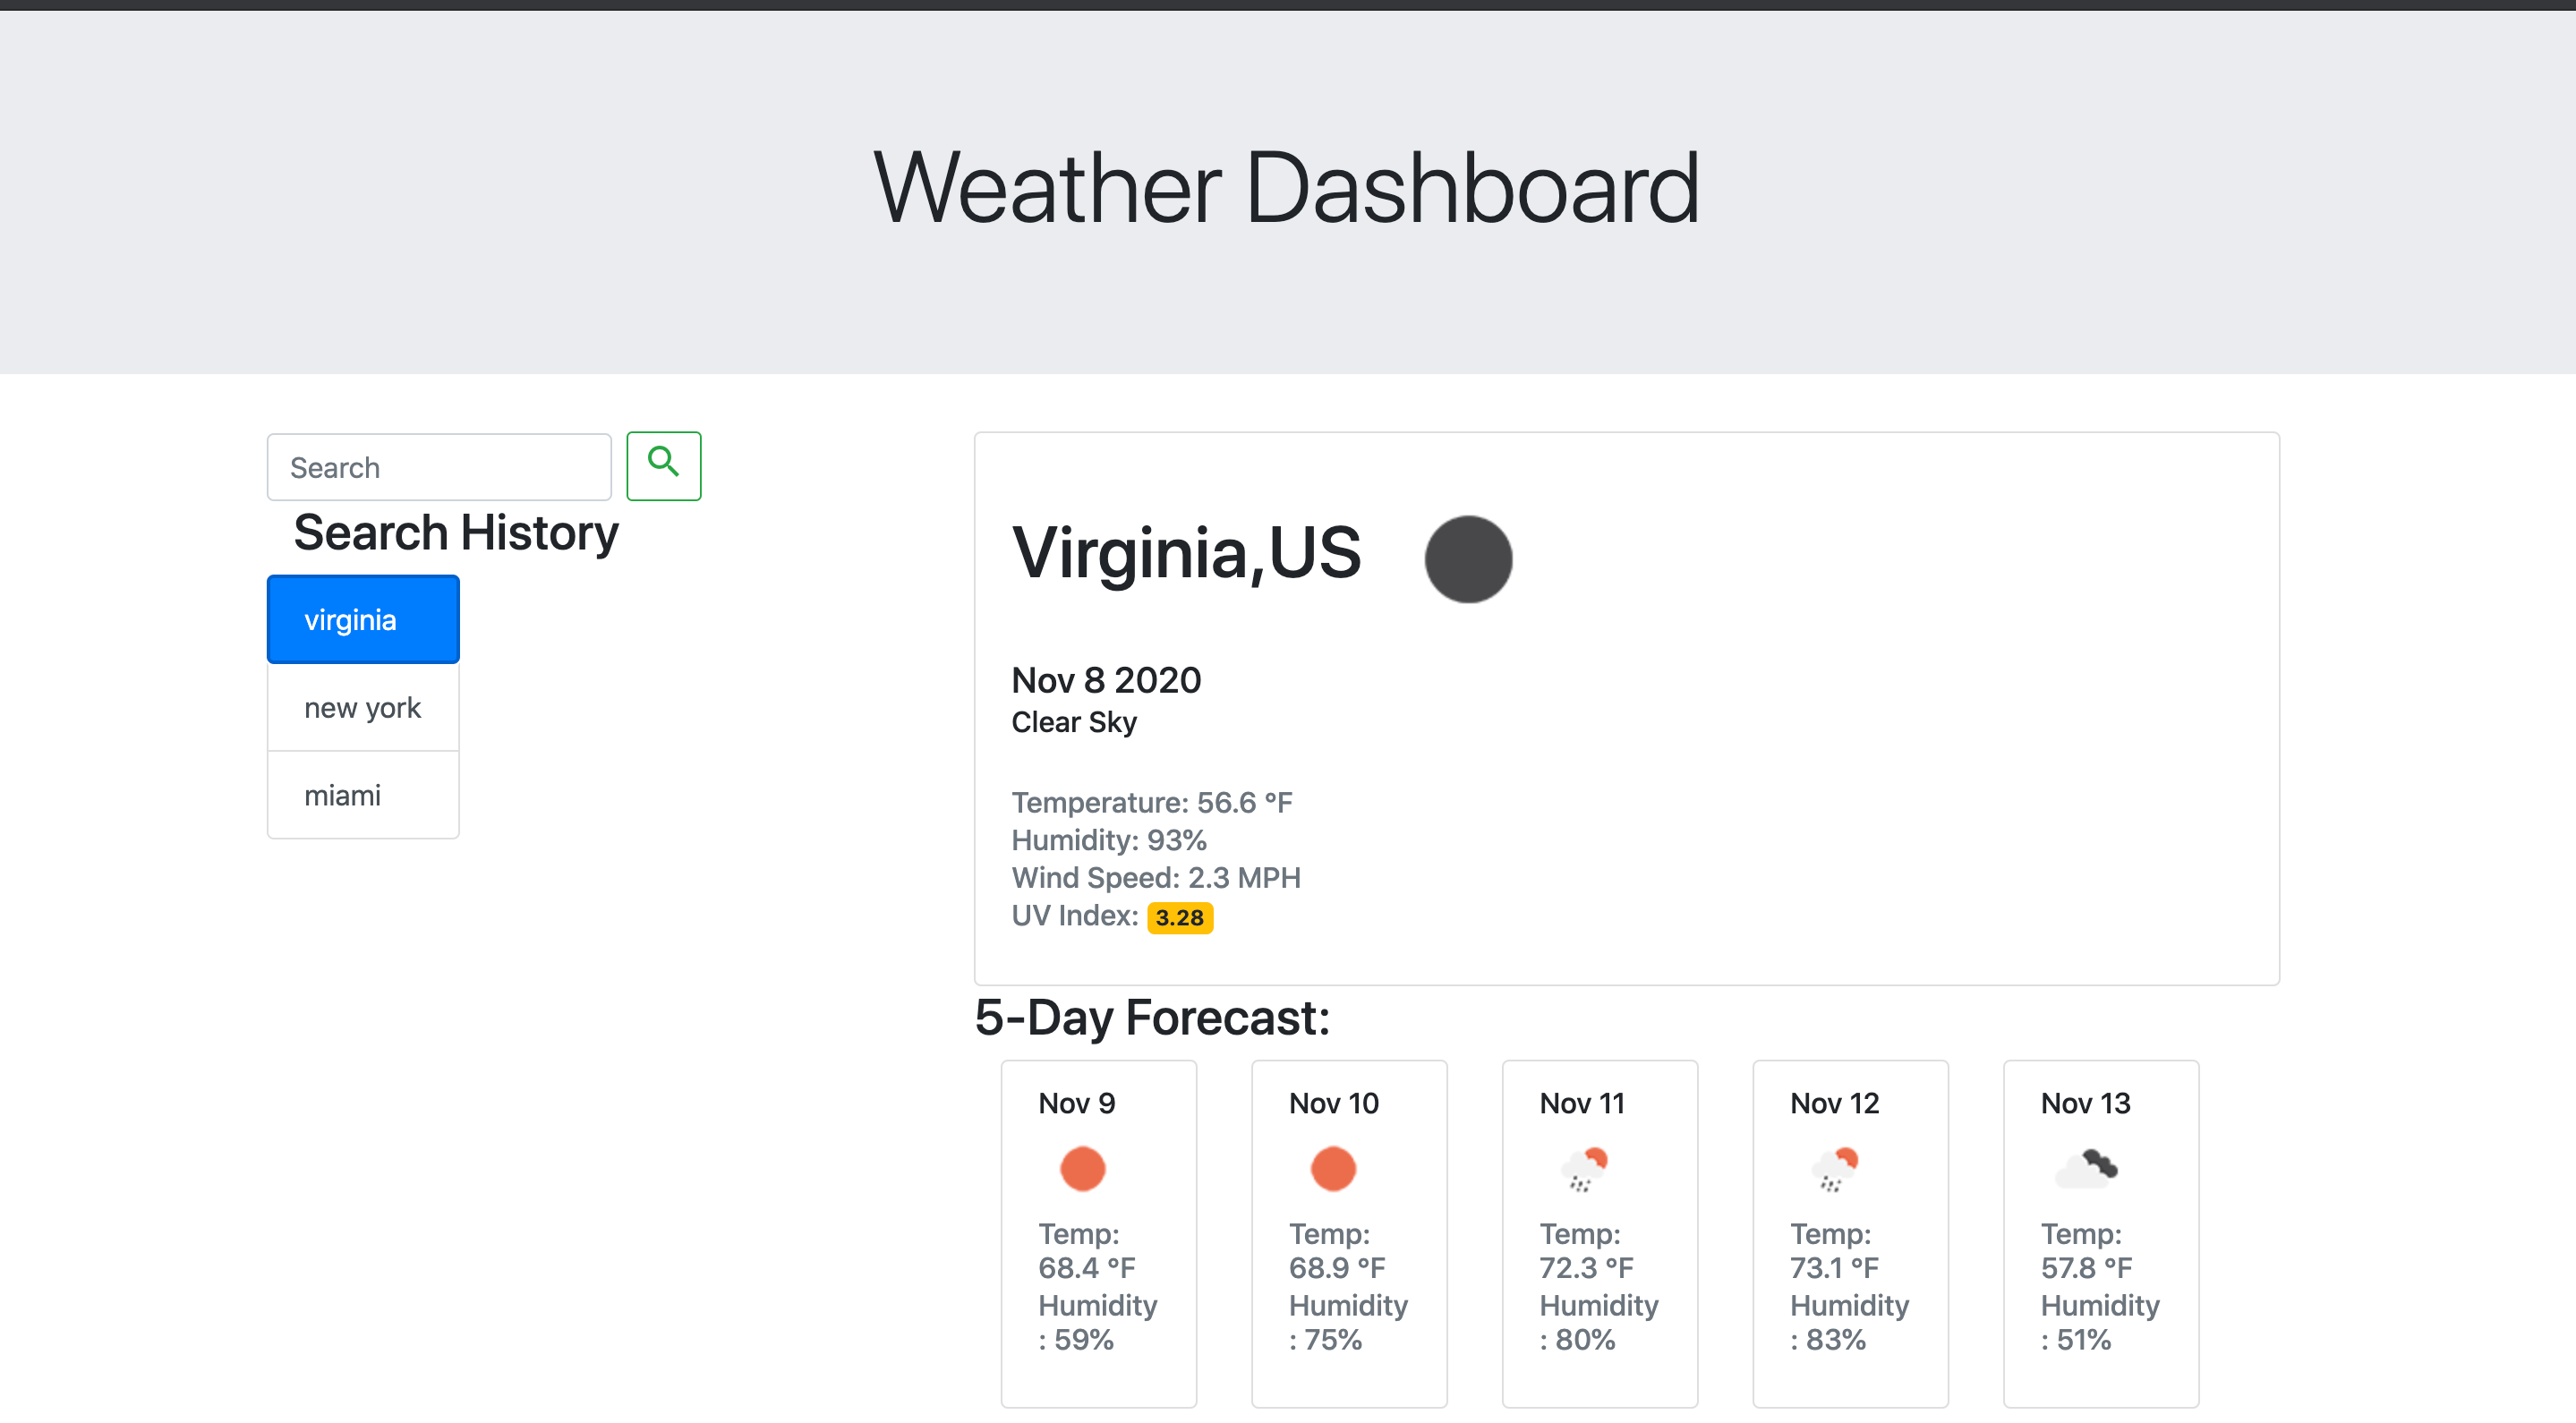 Weather Dashboard
Search
Search History
virginia
new york
miami
Virginia,US
Nov 8 2020
Clear Sky
Temperature: 56.6 °F
Humidity: 93%
Wind Speed: 2.3 MPH
UV Index: 3.28
5-Day Forecast:
Nov 9
Temp:
68.4 °F
Humidity
: 59%
Nov 10
Temp:
68.9 °F
Humidity
: 75%
Nov 11
Temp:
72.3 °F
Humidity
: 80%
Nov 12
Temp:
73.1 °F
Humidity
: 83%
Nov 13
Temp:
57.8 °F
Humidity
: 51%